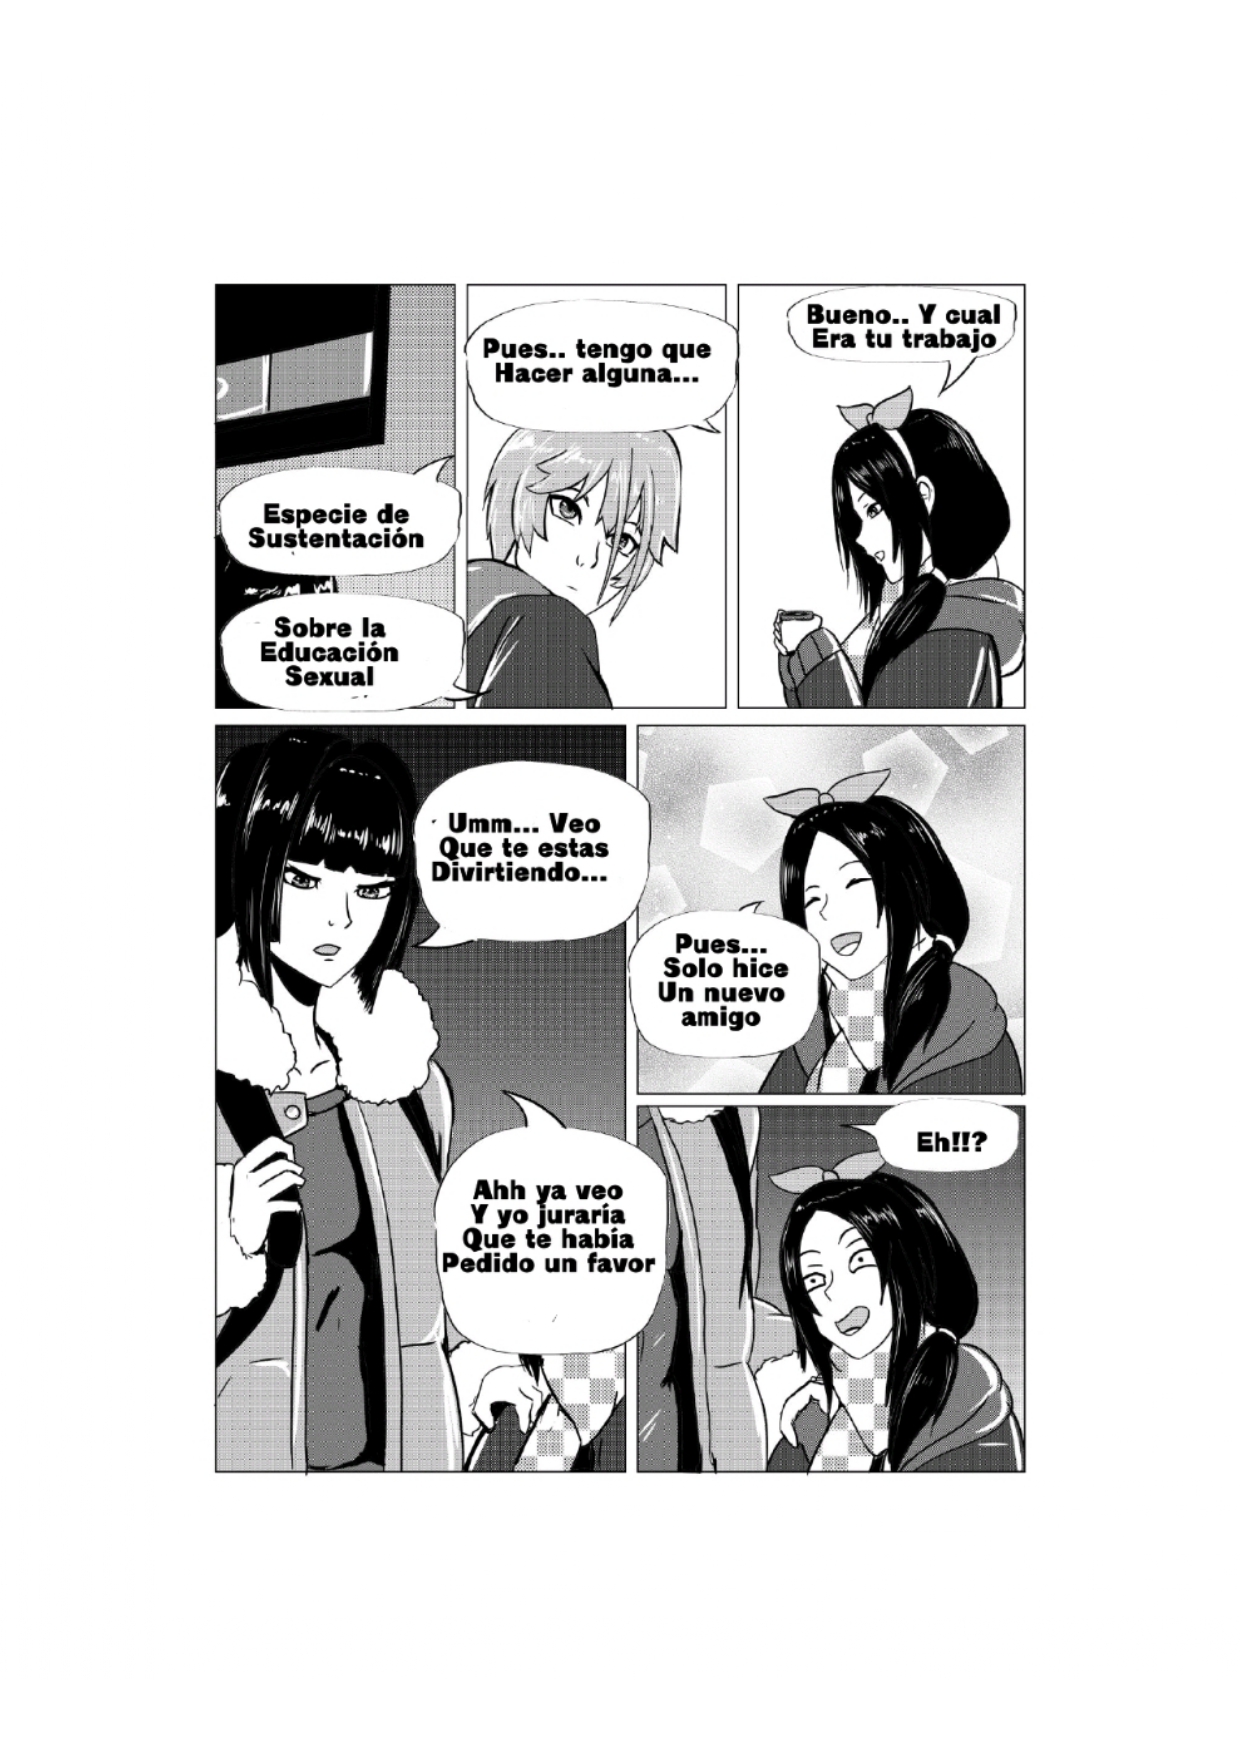 Bueno.. Y cual
Era tu trabajo
Pues.. tengo que
Hacer alguna...
Especie de
Sustentación
Sobre la
Educación
Sexual
Umm... Veo
Que te estas
Divirtiendo...
Pues...
Solo hice
Un nuevo
amigo
Ahh ya veo
Y yo juraría
Que te había
Pedido un favor
Eh!!?